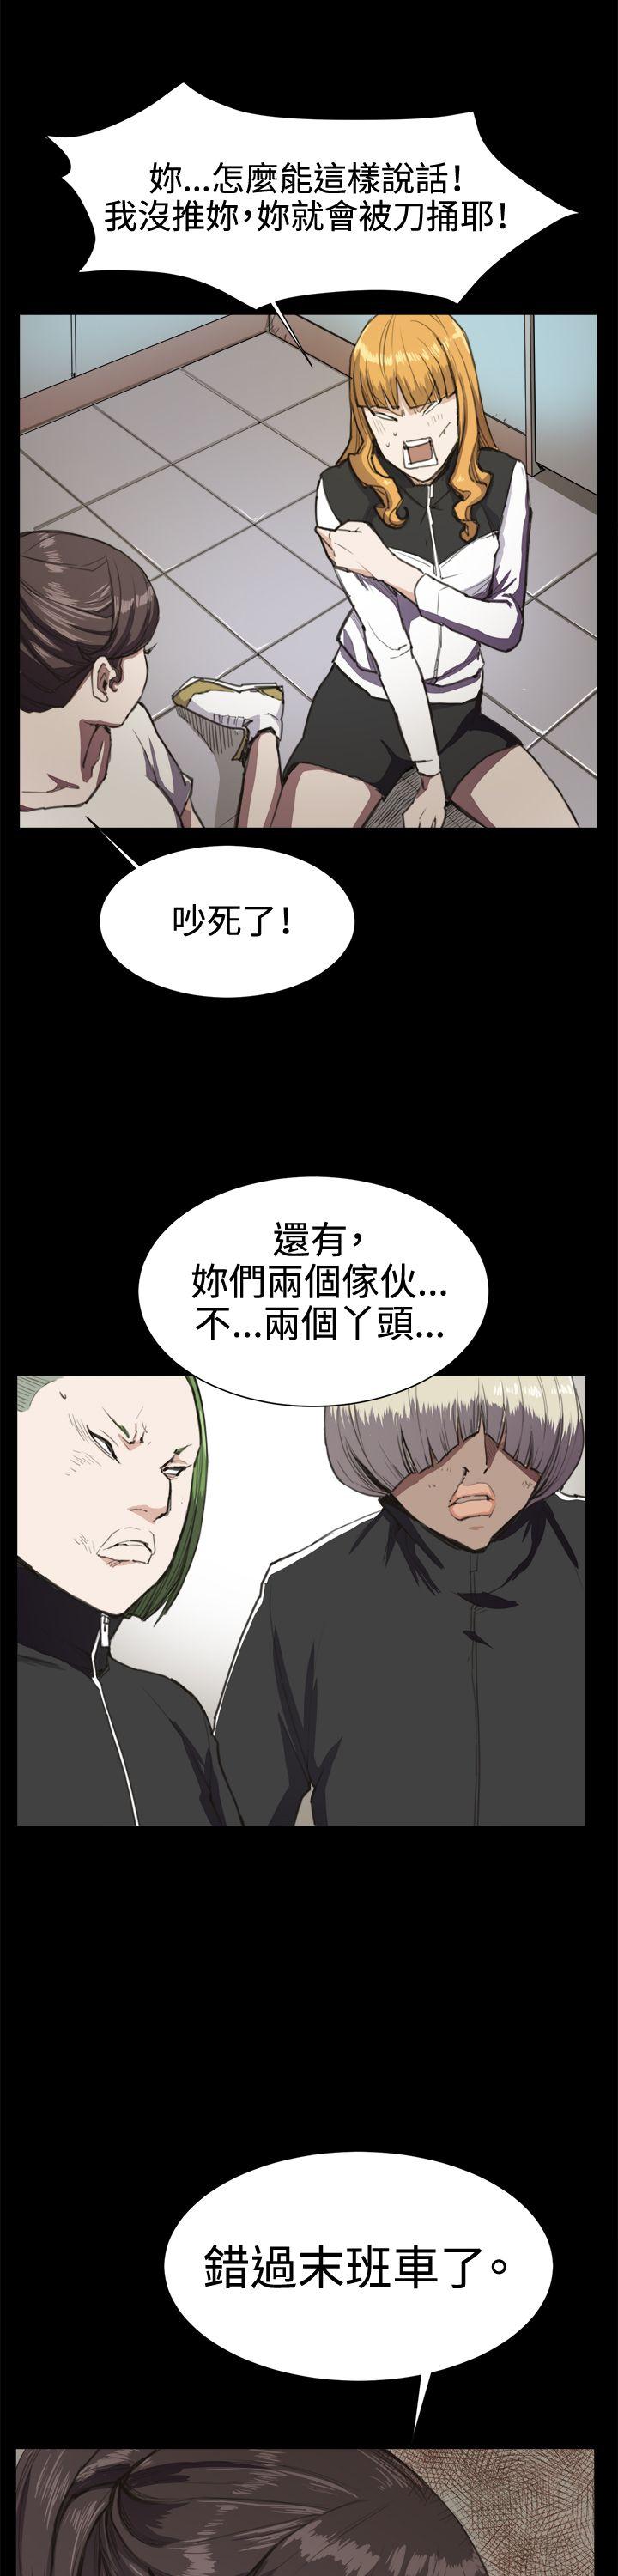 妳…怎麼能這樣說話！
我沒推妳，妳就會被刀捅耶！
吵死了！
還有，
妳們兩個傢伙…
不…兩個丫頭…
錯過末班車了。